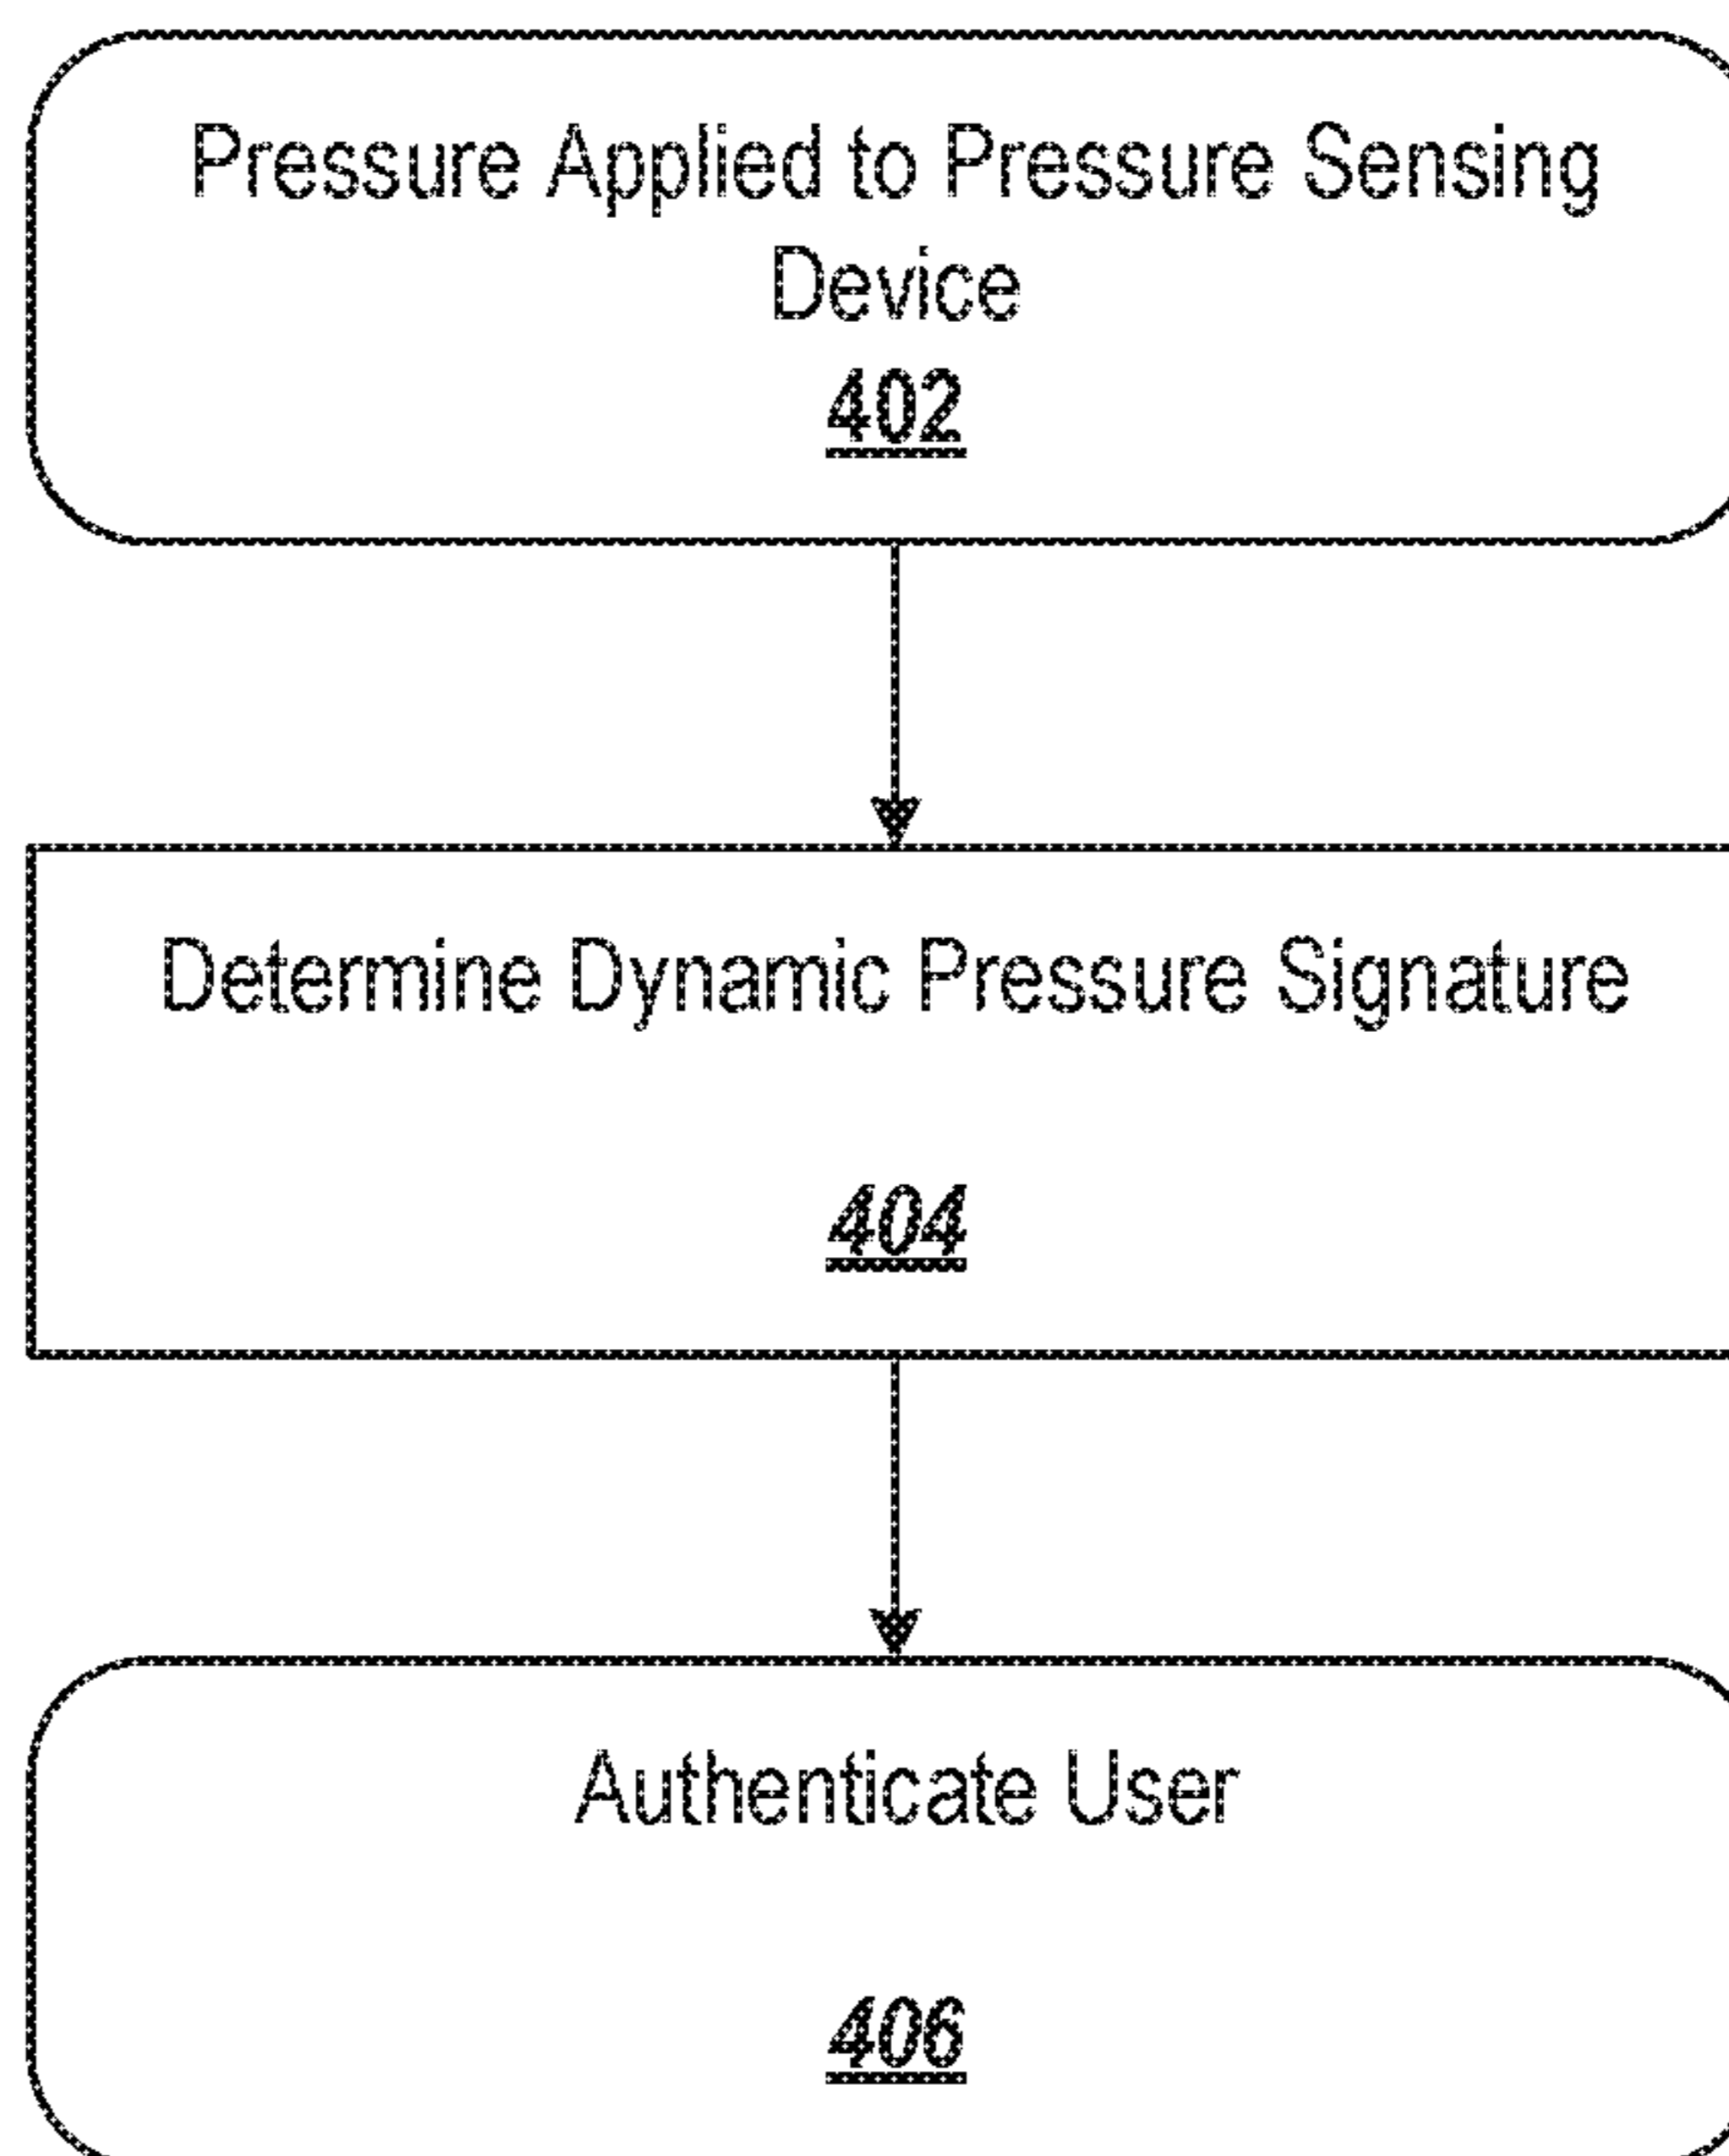 Pressure Applied to Pressure Sensing
Device
402
Determine Dynamic Pressure Signature
404
Authenticate User
406